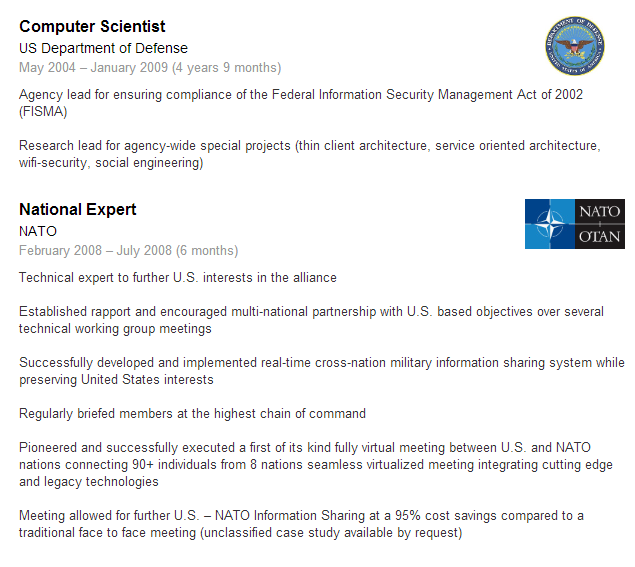 Computer Scientist
US Department of Defense
May 2004 – January 2009 (4 years 9 months)
Agency lead for ensuring compliance of the Federal Information Security Management Act of 2002
(FISMA)
Research lead for agency-wide special projects (thin client architecture, service oriented architecture,
wifi-security, social engineering)
DEPARTMENT OF DEFENSE
UNITED STATES OF AMERICA
National Expert
NATO
February 2008 – July 2008 (6 months)
NATO
OTAN
Technical expert to further U.S. interests in the alliance
Established rapport and encouraged multi-national partnership with U.S. based objectives over several
technical working group meetings
Successfully developed and implemented real-time cross-nation military information sharing system while
preserving United States interests
Regularly briefed members at the highest chain of command
Pioneered and successfully executed a first of its kind fully virtual meeting between U.S. and NATO
nations connecting 90+ individuals from 8 nations seamless virtualized meeting integrating cutting edge
and legacy technologies
Meeting allowed for further U.S. – NATO Information Sharing at a 95% cost savings compared to a
traditional face to face meeting (unclassified case study available by request)